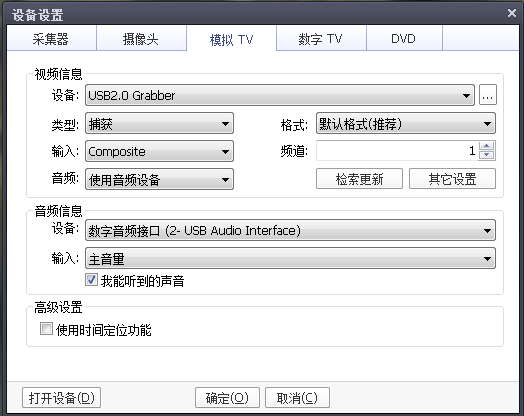 设备设置
采集器 摄像头 模拟 TV 数字 TV DVD
视频信息
设备: USB2.0 Grabber ...
类型: 捕获 格式: 默认格式(推荐)
输入: Composite 频道: 1
音频: 使用音频设备 检索更新 其它设置
音频信息
设备: 数字音频接口 (2- USB Audio Interface)
输入: 主音量
我能听到的声音
高级设置
使用时间定位功能
打开设备(D) 确定(O) 取消(C)